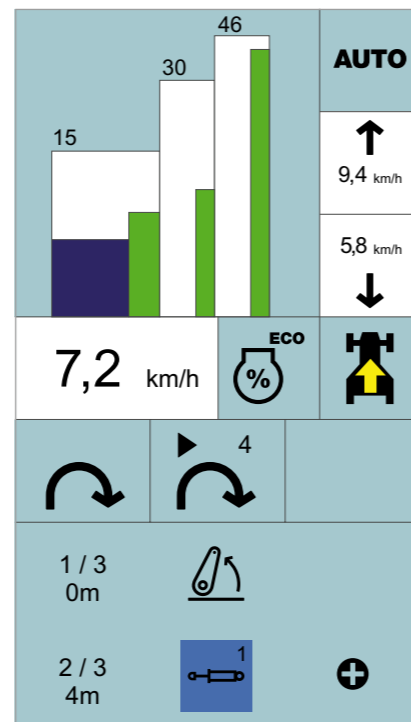 46
30
15
AUTO
9,4 km/h
5,8 km/h
7,2 km/h
ECO
%
4
1 / 3
0m
2 / 3
4m
1